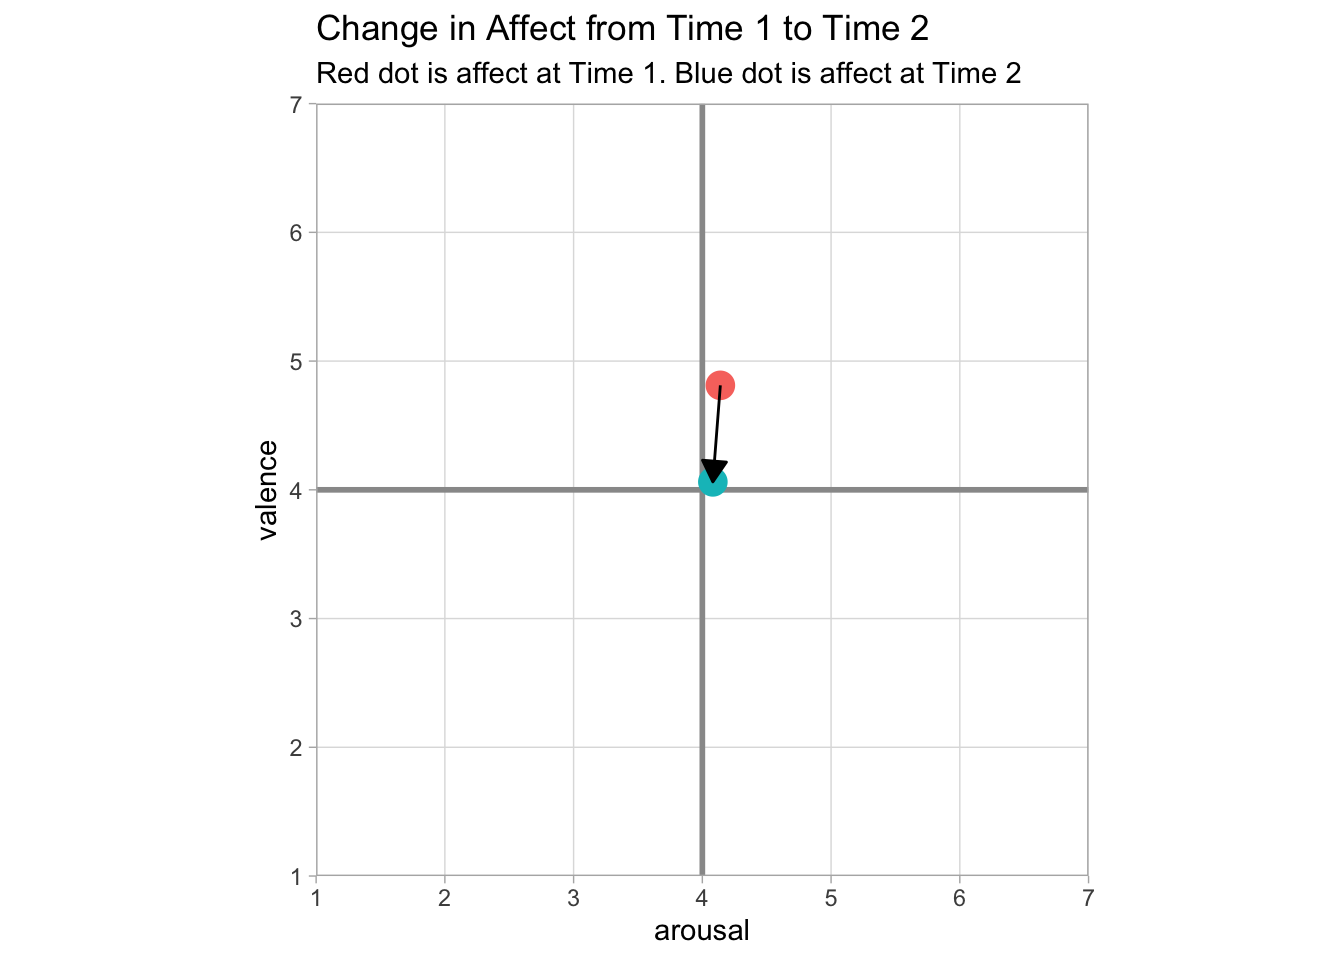 Change in Affect from Time 1 to Time 2
Red dot is affect at Time 1. Blue dot is affect at Time 2
7
6
5
4
3
2
1
valence
1 2 3 4 5 6 7
arousal